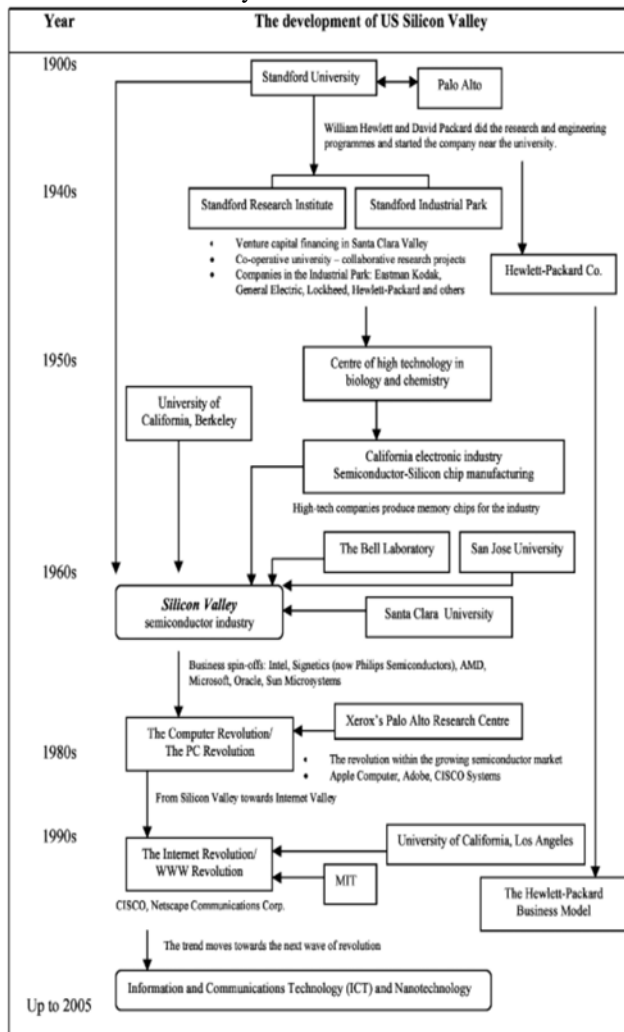 Year The development of US Silicon Valley
1900s
Standford University
Palo Alto
William Hewlett and David Packard did the research and engineering
programmes and started the company near the university.
1940s
Standford Research Institute
Standford Industrial Park
• Venture capital financing in Santa Clara Valley
• Co-operative university – collaborative research projects
• Companies in the Industrial Park: Eastman Kodak,
General Electric, Lockheed, Hewlett-Packard and others
Hewlett-Packard Co.
1950s
Centre of high technology in
biology and chemistry
University of
California, Berkeley
California electronic industry
Semiconductor-Silicon chip manufacturing
High-tech companies produce memory chips for the industry
The Bell Laboratory
San Jose University
1960s
Silicon Valley
semiconductor industry
Santa Clara University
Business spin-offs: Intel, Signetics (now Philips Semiconductors), AMD,
Microsoft, Oracle, Sun Microsystems
Xerox's Palo Alto Research Centre
The Computer Revolution/
The PC Revolution
1980s
• The revolution within the growing semiconductor market
• Apple Computer, Adobe, CISCO Systems
From Silicon Valley towards Internet Valley
1990s
University of California, Los Angeles
The Internet Revolution/
WWW Revolution
MIT
The Hewlett-Packard
Business Model
CISCO, Netscape Communications Corp.
The trend moves towards the next wave of revolution
Information and Communications Technology (ICT) and Nanotechnology
Up to 2005